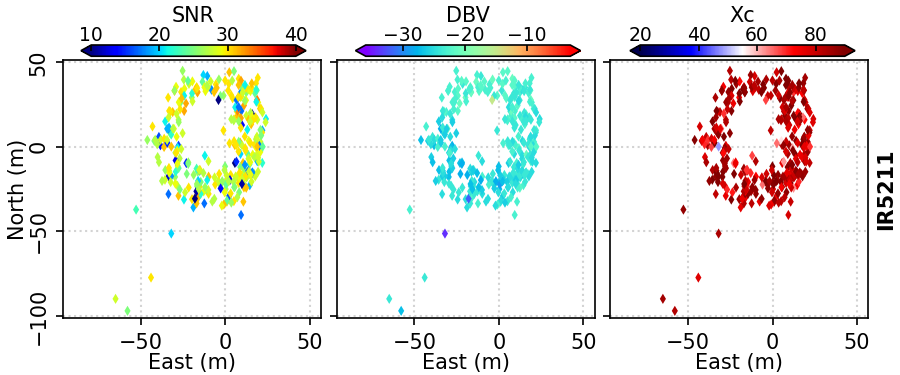 SNR DBV Xc
10 20 30 40 −30 −20 −10 20 40 60 80
50
0
−50
−100
North (m)
IR5211
−50 0 50 −50 0 50 −50 0 50
East (m) East (m) East (m)